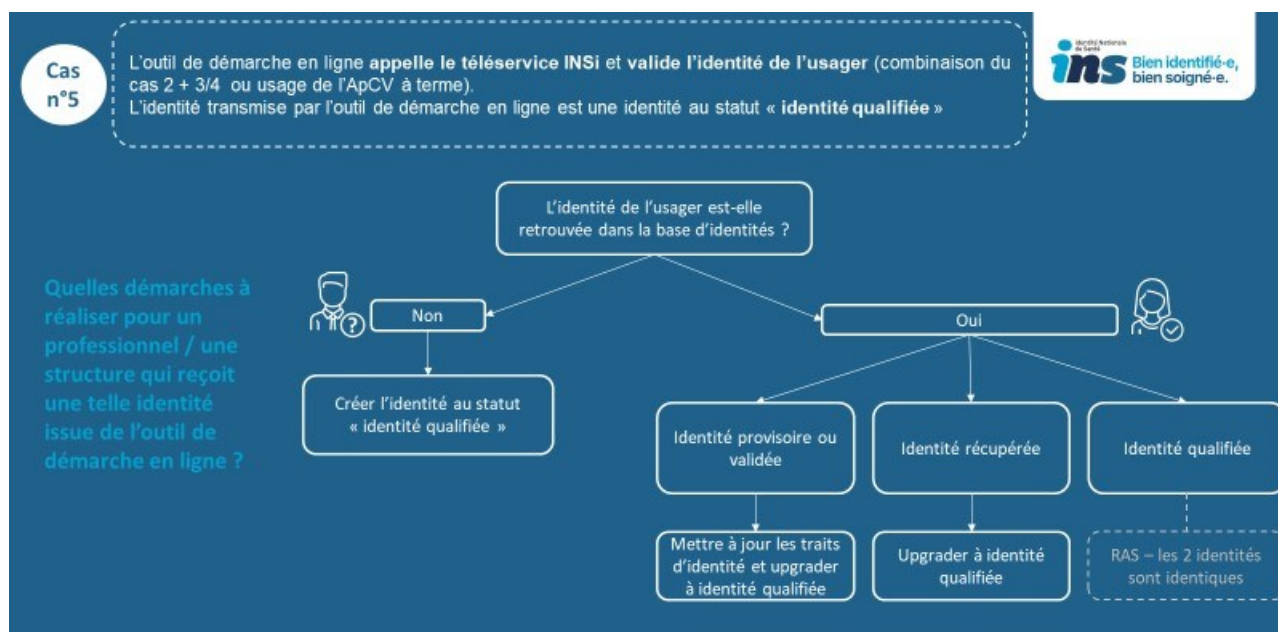 Cas
n°5
L'outil de démarche en ligne appelle le téléservice INSi et valide l'identité de l'usager (combinaison du
cas 2 + 3/4 ou usage de l'ApCV à terme).
L'identité transmise par l'outil de démarche en ligne est une identité au statut « identité qualifiée »
Identité Nationale
de Santé
ins
Bien identifié·e,
bien soigné·e.
L'identité de l'usager est-elle
retrouvée dans la base d'identités ?
Quelles démarches à
réaliser pour un
professionnel / une
structure qui reçoit
une telle identité
issue de l'outil de
démarche en ligne ?
?
Non
Oui
Créer l'identité au statut
« identité qualifiée »
Identité provisoire ou
validée
Identité récupérée
Identité qualifiée
Mettre à jour les traits
d'identité et upgrader
à identité qualifiée
Upgrader à identité
qualifiée
RAS – les 2 identités
sont identiques